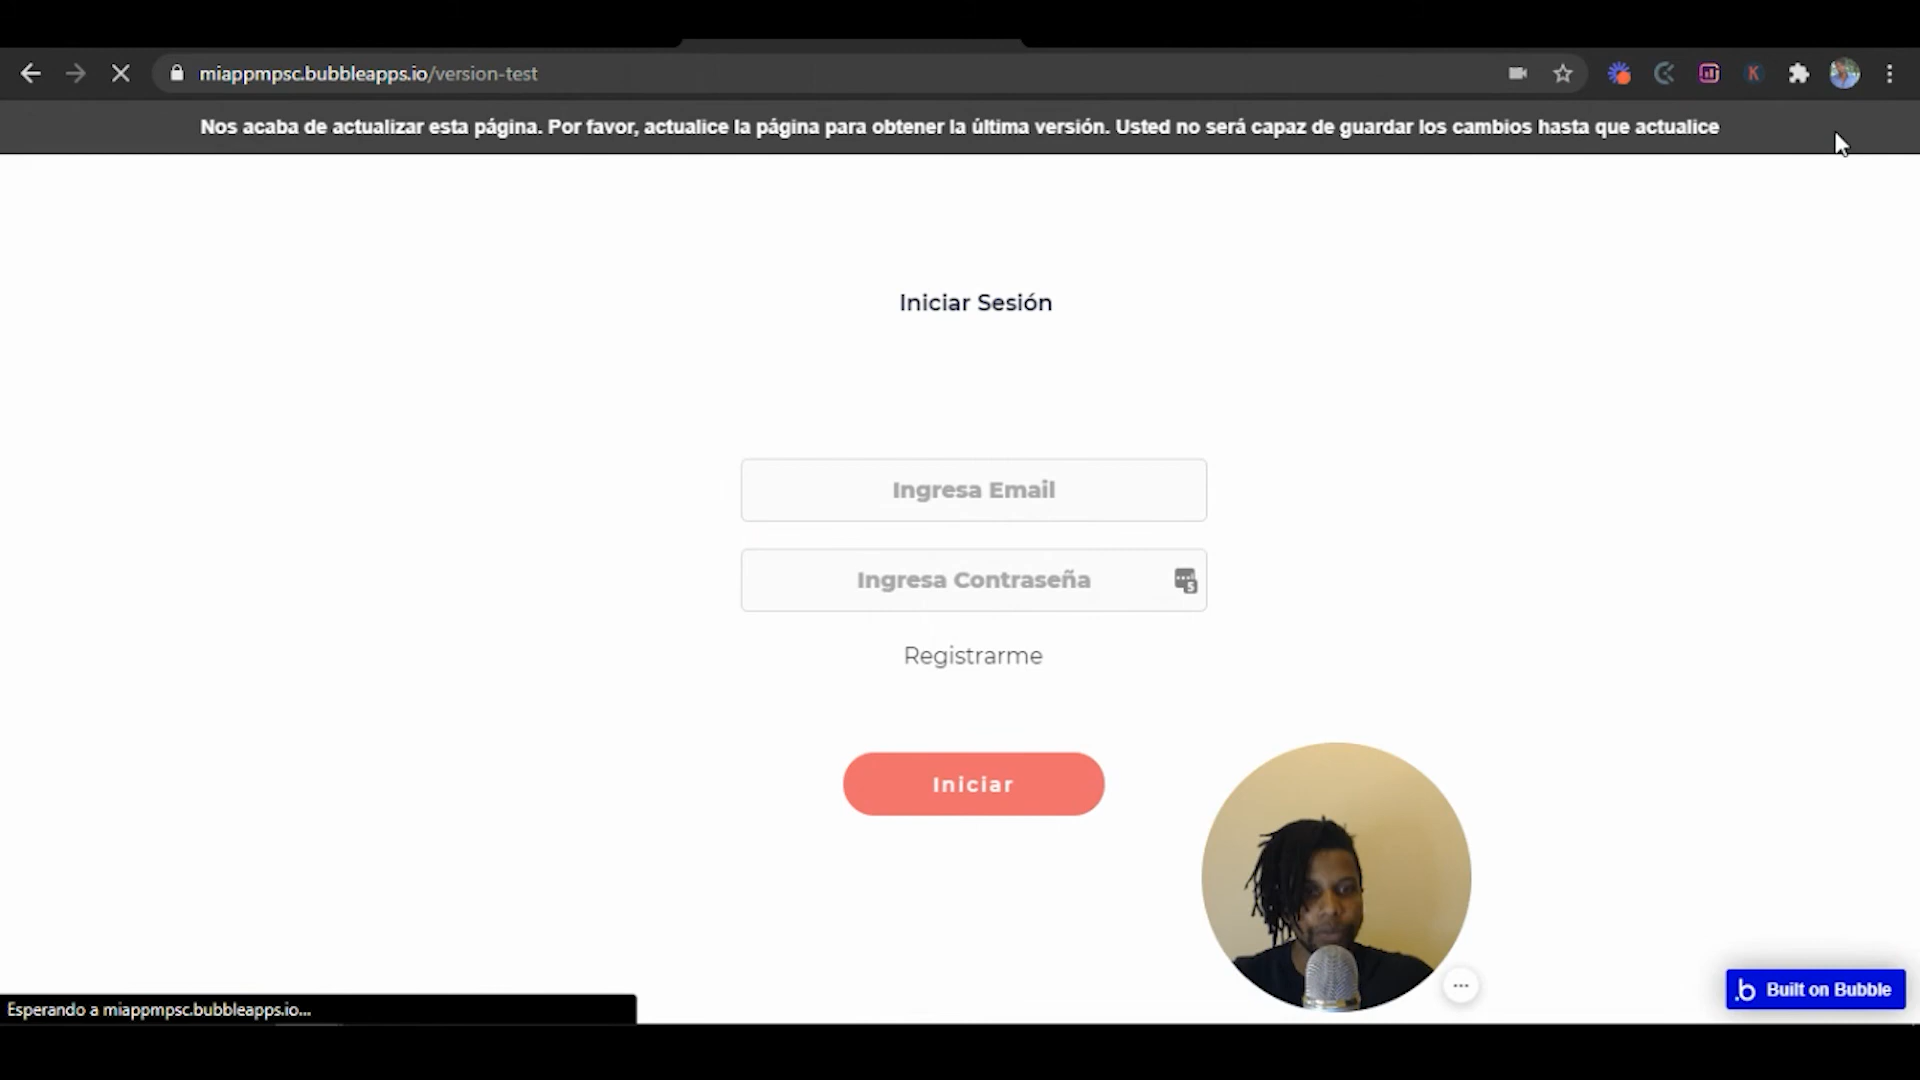 miappmpsc.bubbleapps.io/version-test
K
Nos acaba de actualizar esta página. Por favor, actualice la página para obtener la última versión. Usted no será capaz de guardar los cambios hasta que actualice
Iniciar Sesión
Ingresa Email
Ingresa Contraseña
5
Registrarme
Iniciar
.b Built on Bubble
Esperando a miappmpsc.bubbleapps.io...